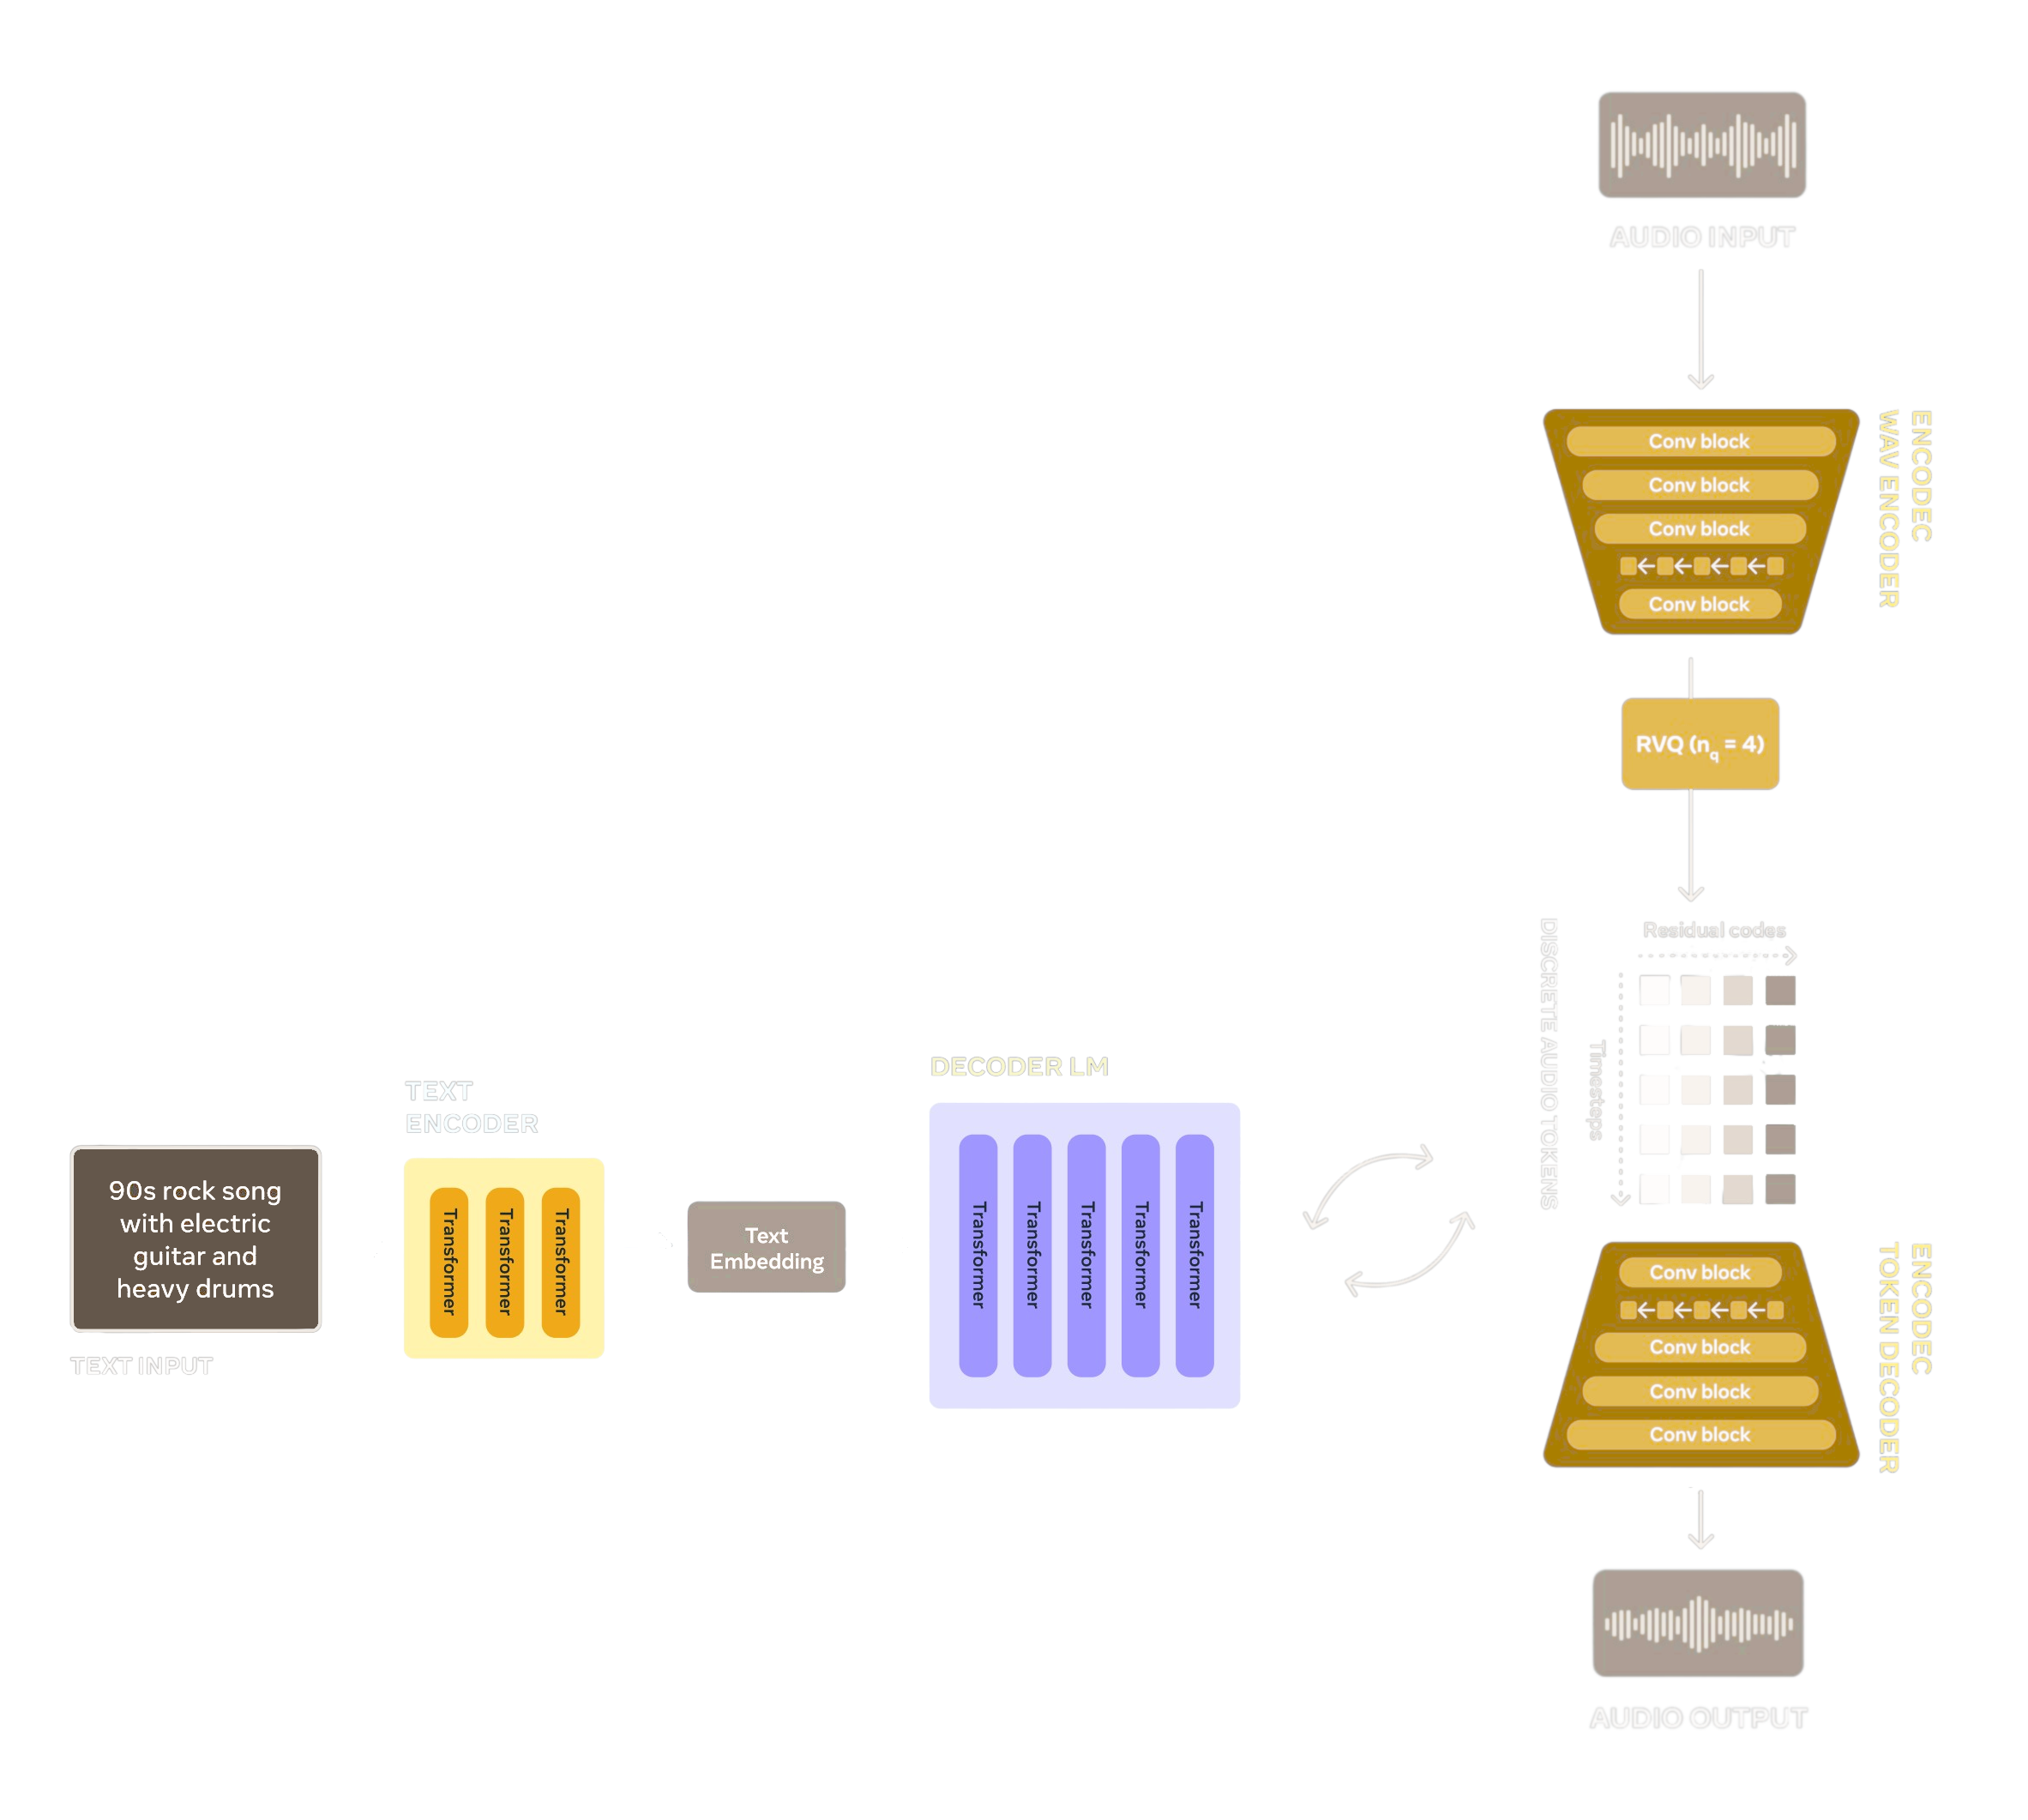 AUDIO INPUT
Conv block
Conv block
Conv block
Conv block
ENCODEC
WAV ENCODER
RVQ (nq = 4)
Residual codes
Timesteps
DISCRETE AUDIO TOKENS
90s rock song
with electric
guitar and
heavy drums
TEXT INPUT
TEXT
ENCODER
Transformer
Transformer
Transformer
Text
Embedding
DECODER LM
Transformer
Transformer
Transformer
Transformer
Transformer
Conv block
Conv block
Conv block
Conv block
ENCODEC
TOKEN DECODER
AUDIO OUTPUT